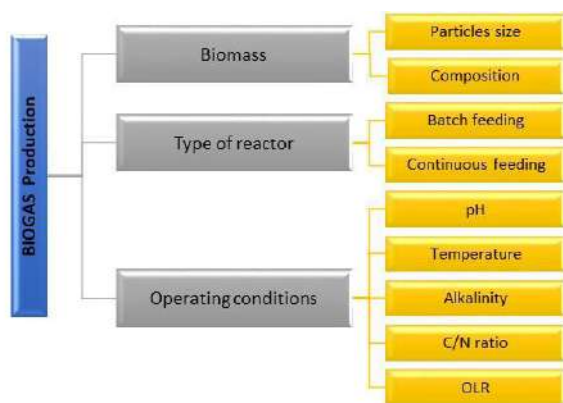 BIOGAS Production
Biomass
Particles size
Composition
Type of reactor
Batch feeding
Continuous feeding
Operating conditions
pH
Temperature
Alkalinity
C/N ratio
OLR